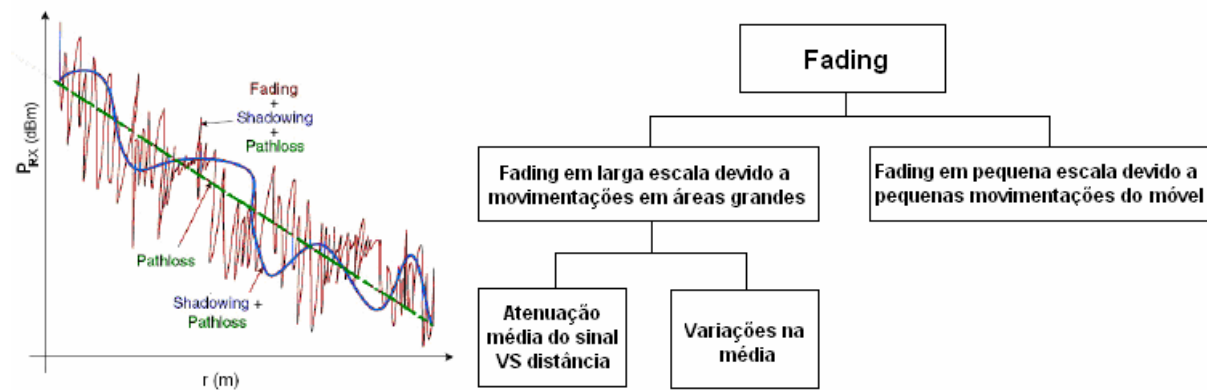 P_RX (dBm)
Fading
+
Shadowing
+
Pathloss
Pathloss
Shadowing +
Pathloss
r (m)
Fading
Fading em larga escala devido a
movimentações em áreas grandes
Fading em pequena escala devido a
pequenas movimentações do móvel
Atenuação
média do sinal
VS distância
Variações na
média